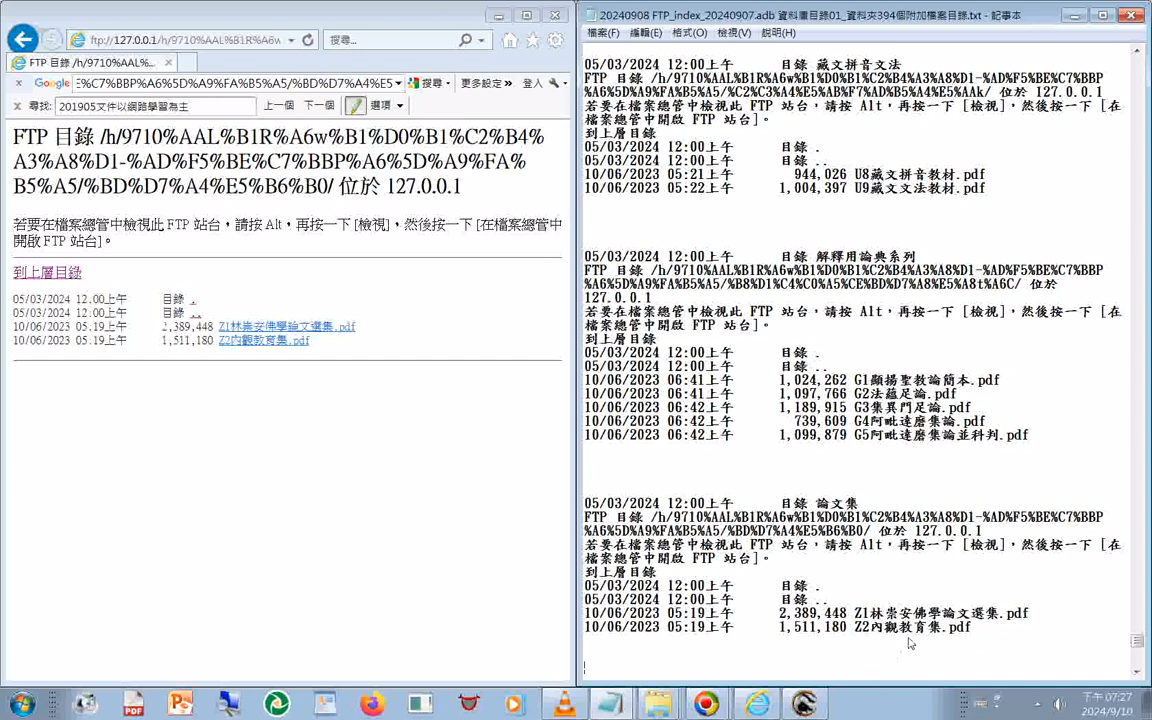 ftp://127.0.0.1/h/9710%AAL%B1R%A6w
搜尋...
FTP 目錄 /h/9710%AAL%...
Google
E%C7%BBP%A6%5D%A9%FA%B5%A5/%BD%D7%A4%E5
搜尋
更多設定 »
登入
尋找:
201905文件以網路學習為主
上一個
下一個
選項
FTP 目錄 /h/9710%AAL%B1R%A6w%B1%D0%B1%C2%B4%
A3%A8%D1-%AD%F5%BE%C7%BBP%A6%5D%A9%FA%
B5%A5/%BD%D7%A4%E5%B6%B0/ 位於 127.0.0.1
若要在檔案總管中檢視此 FTP 站台，請按 Alt，再按一下 [檢視]，然後按一下 [在檔案總管中
開啟 FTP 站台]。
到上層目錄
05/03/2024 12:00上午 目錄 .
05/03/2024 12:00上午 目錄 ..
10/06/2023 05:19上午 2,389,448 Z1林崇安佛學論文選集.pdf
10/06/2023 05:19上午 1,511,180 Z2內觀教育集.pdf
20240908 FTP_index_20240907.adb 資料庫目錄01_資料夾394個附加檔案目錄.txt - 記事本
檔案(F) 編輯(E) 格式(O) 檢視(V) 說明(H)
05/03/2024 12:00上午 目錄 藏文拼音文法
FTP 目錄 /h/9710%AAL%B1R%A6w%B1%D0%B1%C2%B4%A3%A8%D1-%AD%F5%BE%C7%BBP
%A6%5D%A9%FA%B5%A5/%C2%C3%A4%E5%AB%F7%AD%B5%A4%E5%AAk/ 位於 127.0.0.1
若要在檔案總管中檢視此 FTP 站台，請按 Alt，再按一下 [檢視]，然後按一下 [在
檔案總管中開啟 FTP 站台]。
到上層目錄
05/03/2024 12:00上午 目錄 .
05/03/2024 12:00上午 目錄 ..
10/06/2023 05:21上午 944,026 U8藏文拼音教材.pdf
10/06/2023 05:22上午 1,004,397 U9藏文文法教材.pdf
05/03/2024 12:00上午 目錄 解釋用論典系列
FTP 目錄 /h/9710%AAL%B1R%A6w%B1%D0%B1%C2%B4%A3%A8%D1-%AD%F5%BE%C7%BBP
%A6%5D%A9%FA%B5%A5/%B8%D1%C4%C0%A5%CE%BD%D7%A8%E5%A8t%A6C/ 位於
127.0.0.1
若要在檔案總管中檢視此 FTP 站台，請按 Alt，再按一下 [檢視]，然後按一下 [在
檔案總管中開啟 FTP 站台]。
到上層目錄
05/03/2024 12:00上午 目錄 .
05/03/2024 12:00上午 目錄 ..
10/06/2023 06:41上午 1,024,262 G1顯揚聖教論簡本.pdf
10/06/2023 06:41上午 1,097,766 G2法蘊足論.pdf
10/06/2023 06:42上午 1,189,915 G3集異門足論.pdf
10/06/2023 06:42上午 739,609 G4阿毗達磨集論.pdf
10/06/2023 06:42上午 1,099,879 G5阿毗達磨集論並科判.pdf
05/03/2024 12:00上午 目錄 論文集
FTP 目錄 /h/9710%AAL%B1R%A6w%B1%D0%B1%C2%B4%A3%A8%D1-%AD%F5%BE%C7%BBP
%A6%5D%A9%FA%B5%A5/%BD%D7%A4%E5%B6%B0/ 位於 127.0.0.1
若要在檔案總管中檢視此 FTP 站台，請按 Alt，再按一下 [檢視]，然後按一下 [在
檔案總管中開啟 FTP 站台]。
到上層目錄
05/03/2024 12:00上午 目錄 .
05/03/2024 12:00上午 目錄 ..
10/06/2023 05:19上午 2,389,448 Z1林崇安佛學論文選集.pdf
10/06/2023 05:19上午 1,511,180 Z2內觀教育集.pdf
下午 07:27
2024/9/10